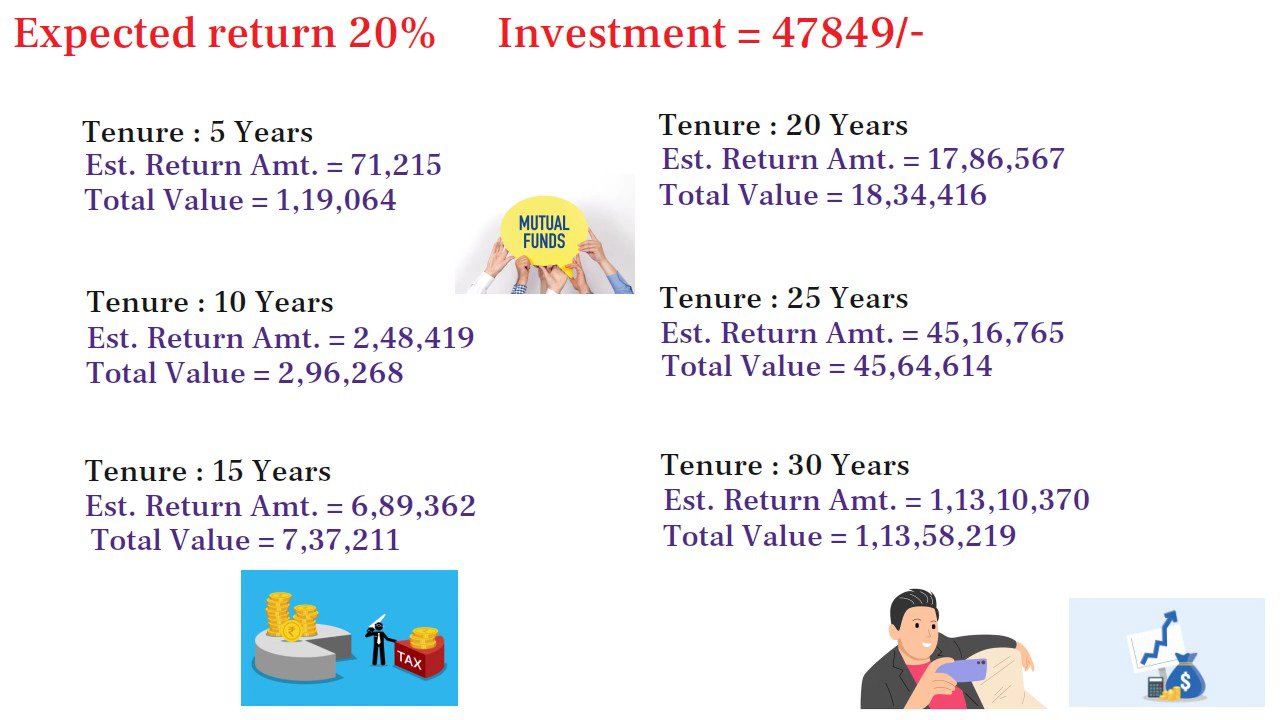 Expected return 20% Investment = 47849/-
Tenure : 5 Years
Est. Return Amt. = 71,215
Total Value = 1,19,064
MUTUAL
FUNDS
Tenure : 10 Years
Est. Return Amt. = 2,48,419
Total Value = 2,96,268
Tenure : 15 Years
Est. Return Amt. = 6,89,362
Total Value = 7,37,211
TAX
Tenure : 20 Years
Est. Return Amt. = 17,86,567
Total Value = 18,34,416
Tenure : 25 Years
Est. Return Amt. = 45,16,765
Total Value = 45,64,614
Tenure : 30 Years
Est. Return Amt. = 1,13,10,370
Total Value = 1,13,58,219
₹
$